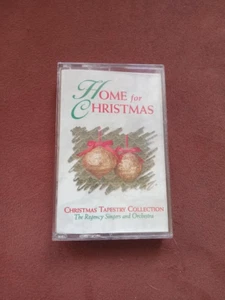 HOME for
CHRISTMAS
CHRISTMAS TAPESTRY COLLECTION
The Regency Singers and Orchestra